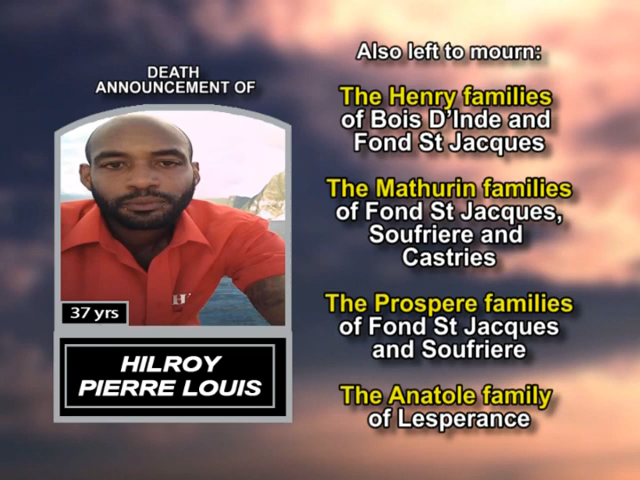 DEATH
ANNOUNCEMENT OF
37 yrs
HILROY
PIERRE LOUIS
Also left to mourn:
The Henry families
of Bois D'Inde and
Fond St Jacques
The Mathurin families
of Fond St Jacques,
Soufriere and
Castries
The Prospere families
of Fond St Jacques
and Soufriere
The Anatole family
of Lesperance